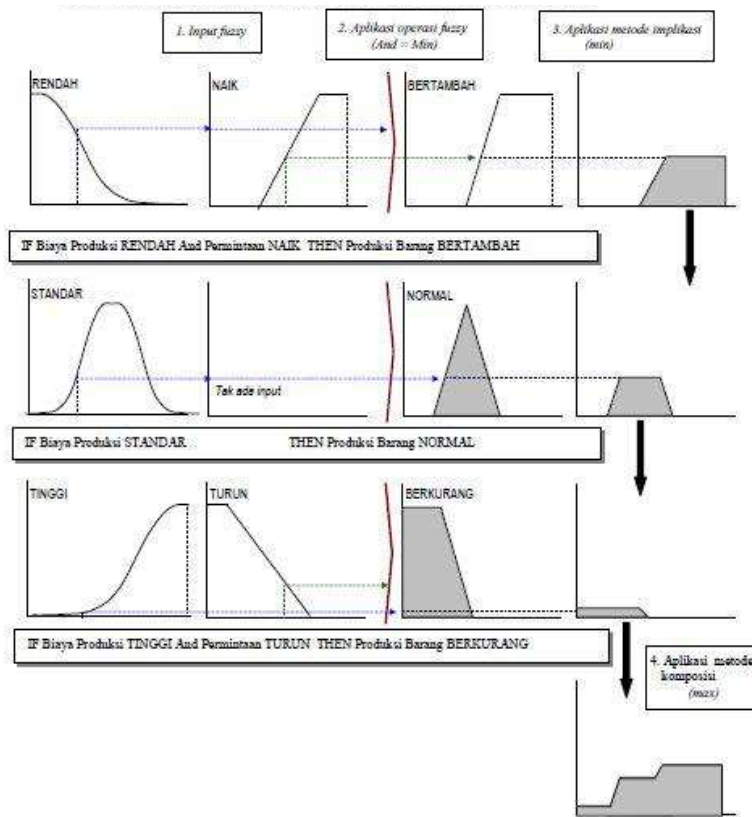 1. Input fuzzy
2. Aplikasi operasi fuzzy
(And = Min)
3. Aplikasi metode implikasi
(min)
RENDAH
NAIK
BERTAMBAH
IF Biaya Produksi RENDAH And Permintaan NAIK THEN Produksi Barang BERTAMBAH
STANDAR
NORMAL
Tak ada input
IF Biaya Produksi STANDAR THEN Produksi Barang NORMAL
TINGGI
TURUN
BERKURANG
IF Biaya Produksi TINGGI And Permintaan TURUN THEN Produksi Barang BERKURANG
4. Aplikasi metode
komposisi
(max)